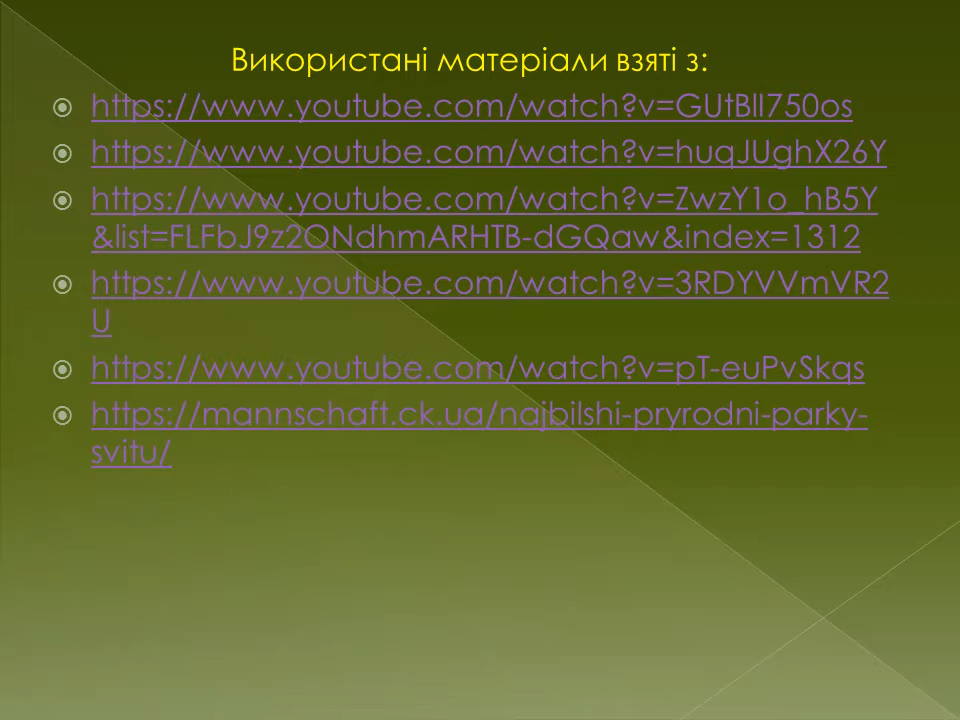 Використані матеріали взяті з:
https://www.youtube.com/watch?v=GUtBlI750os
https://www.youtube.com/watch?v=huqJUghX26Y
https://www.youtube.com/watch?v=ZwzY1o_hB5Y
&list=FLFbJ9z2ONdhmARHTB-dGQaw&index=1312
https://www.youtube.com/watch?v=3RDYVVmVR2
U
https://www.youtube.com/watch?v=pT-euPvSkqs
https://mannschaft.ck.ua/najbilshi-pryrodni-parky-
svitu/